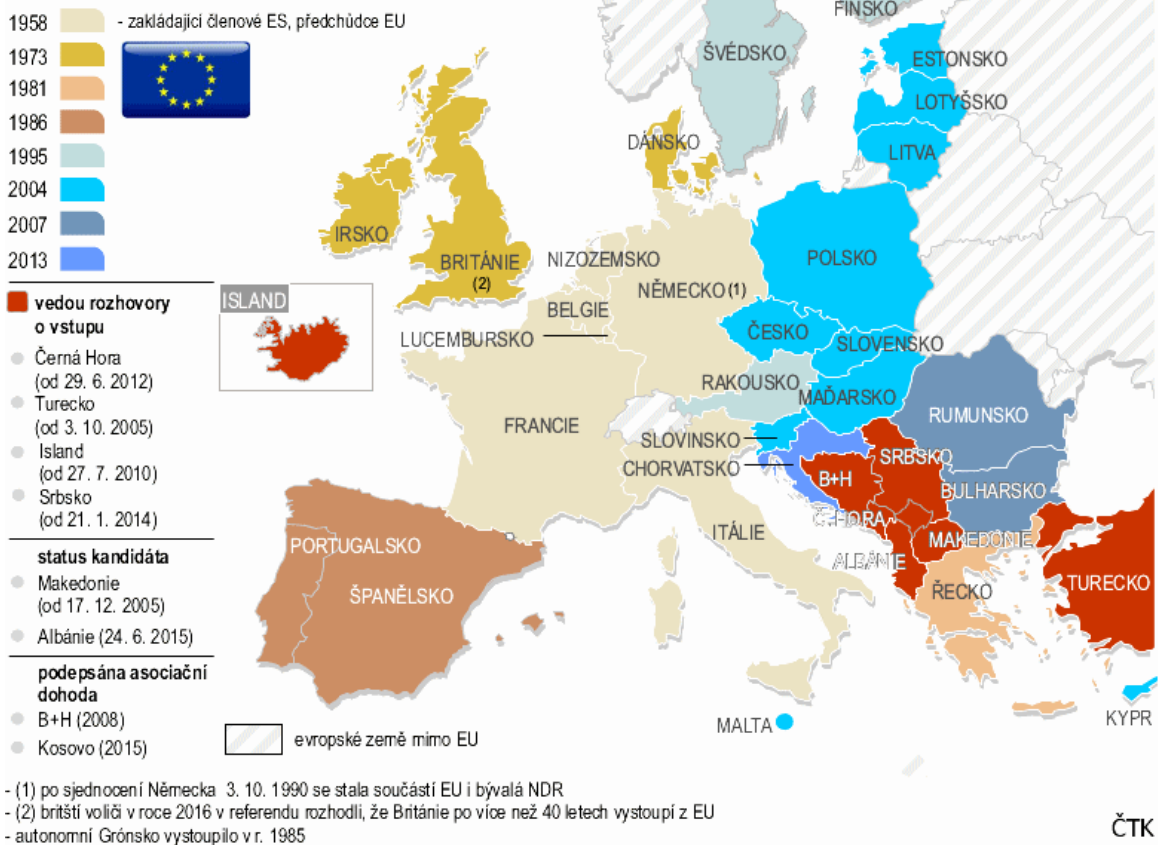 1958 - zakládající členové ES, předchůdce EU
1973
1981
1986
1995
2004
2007
2013
vedou rozhovory
o vstupu
Černá Hora
(od 29. 6. 2012)
Turecko
(od 3. 10. 2005)
Island
(od 27. 7. 2010)
Srbsko
(od 21. 1. 2014)
status kandidáta
Makedonie
(od 17. 12. 2005)
Albánie (24. 6. 2015)
podepsána asociační
dohoda
B+H (2008)
Kosovo (2015)
ISLAND
FINSKO
ŠVÉDSKO
ESTONSKO
LOTYŠSKO
LITVA
DÁNSKO
IRSKO
BRITÁNIE
(2)
NIZOZEMSKO
NĚMECKO (1)
BELGIE
LUCEMBURSKO
POLSKO
ČESKO
SLOVENSKO
RAKOUSKO
MAĎARSKO
FRANCIE
SLOVINSKO
CHORVATSKO
RUMUNSKO
SRBSKO
B+H
BULHARSKO
Č. HORA
MAKEDONIE
ALBÁNIE
ITÁLIE
PORTUGALSKO
ŠPANĚLSKO
ŘECKO
TURECKO
MALTA
KYPR
evropské země mimo EU
- (1) po sjednocení Německa 3. 10. 1990 se stala součástí EU i bývalá NDR
- (2) britští voliči v roce 2016 v referendu rozhodli, že Británie po více než 40 letech vystoupí z EU
- autonomní Grónsko vystoupilo v r. 1985
ČTK